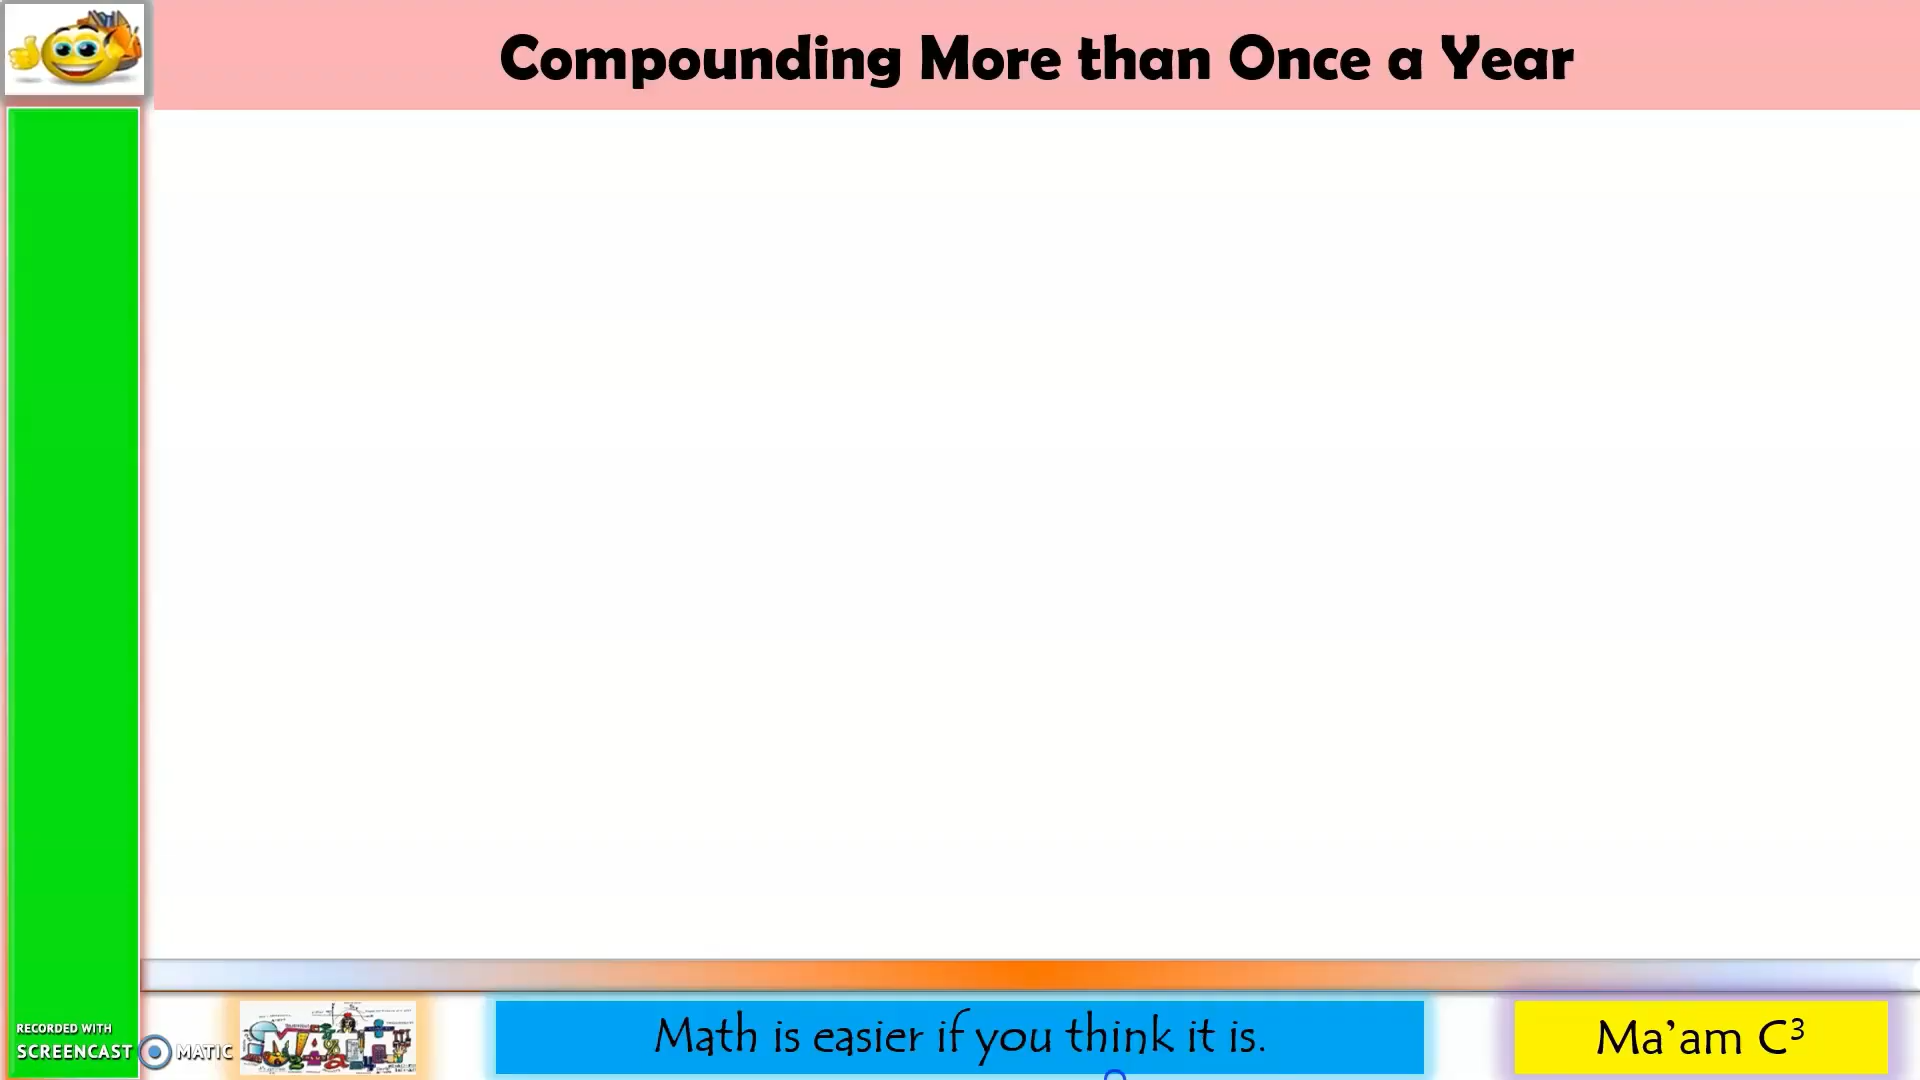 Compounding More than Once a Year
RECORDED WITH
SCREENCAST MATIC
MATH
Math is easier if you think it is.
Ma'am C³